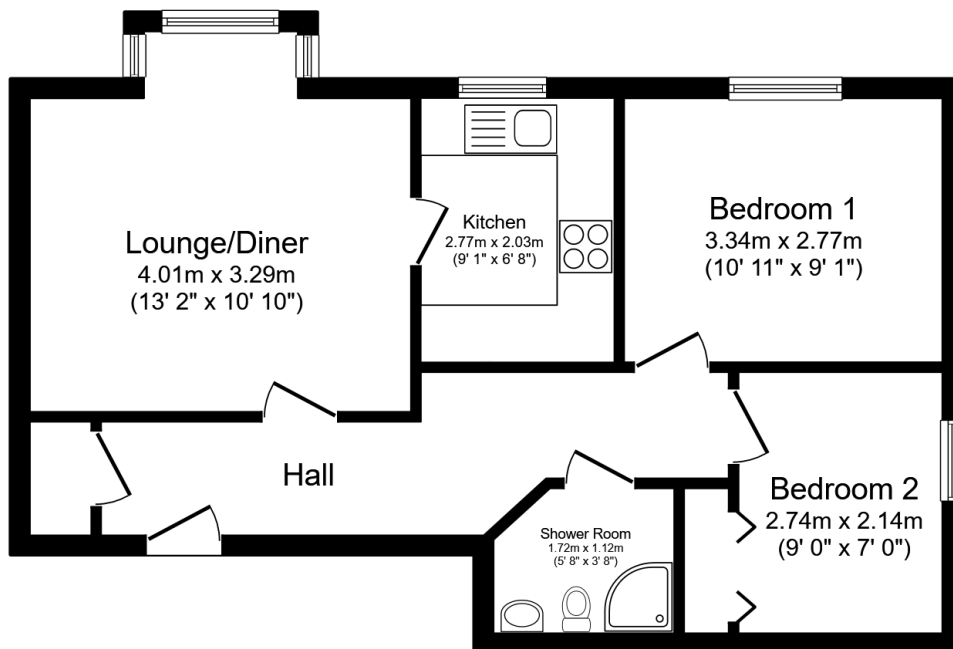 Lounge/Diner
4.01m x 3.29m
(13' 2" x 10' 10")
Kitchen
2.77m x 2.03m
(9' 1" x 6' 8")
Bedroom 1
3.34m x 2.77m
(10' 11" x 9' 1")
Hall
Shower Room
1.72m x 1.12m
(5' 8" x 3' 8")
Bedroom 2
2.74m x 2.14m
(9' 0" x 7' 0")